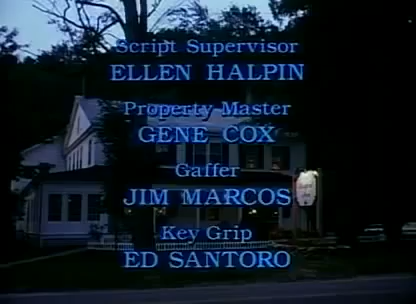 Script Supervisor
ELLEN HALPIN
Property Master
GENE COX
Gaffer
JIM MARCOS
Key Grip
ED SANTORO